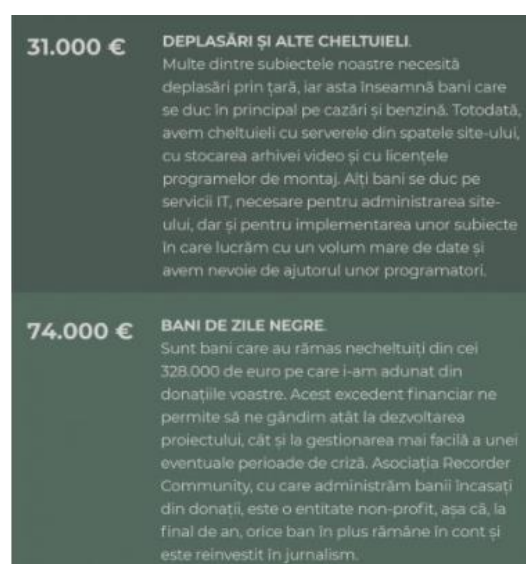 31.000 €
DEPLASĂRI ȘI ALTE CHELTUIELI.
Multe dintre subiectele noastre necesită
deplasări prin țară, iar asta înseamnă bani care
se duc în principal pe cazări și benzină. Totodată,
avem cheltuieli cu serverele din spatele site-ului,
cu stocarea arhivei video și cu licențele
programelor de montaj. Alți bani se duc pe
servicii IT, necesare pentru administrarea site-
ului, dar și pentru implementarea unor subiecte
în care lucrăm cu un volum mare de date și
avem nevoie de ajutorul unor programatori.
74.000 €
BANI DE ZILE NEGRE.
Sunt bani care au rămas necheltuiți din cei
328.000 de euro pe care i-am adunat din
donațiile voastre. Acest excedent financiar ne
permite să ne gândim atât la dezvoltarea
proiectului, cât și la gestionarea mai facilă a unei
eventuale perioade de criză. Asociația Recorder
Community, cu care administrăm banii încasați
din donații, este o entitate non-profit, așa că, la
final de an, orice ban în plus rămâne în cont și
este reinvestit în jurnalism.